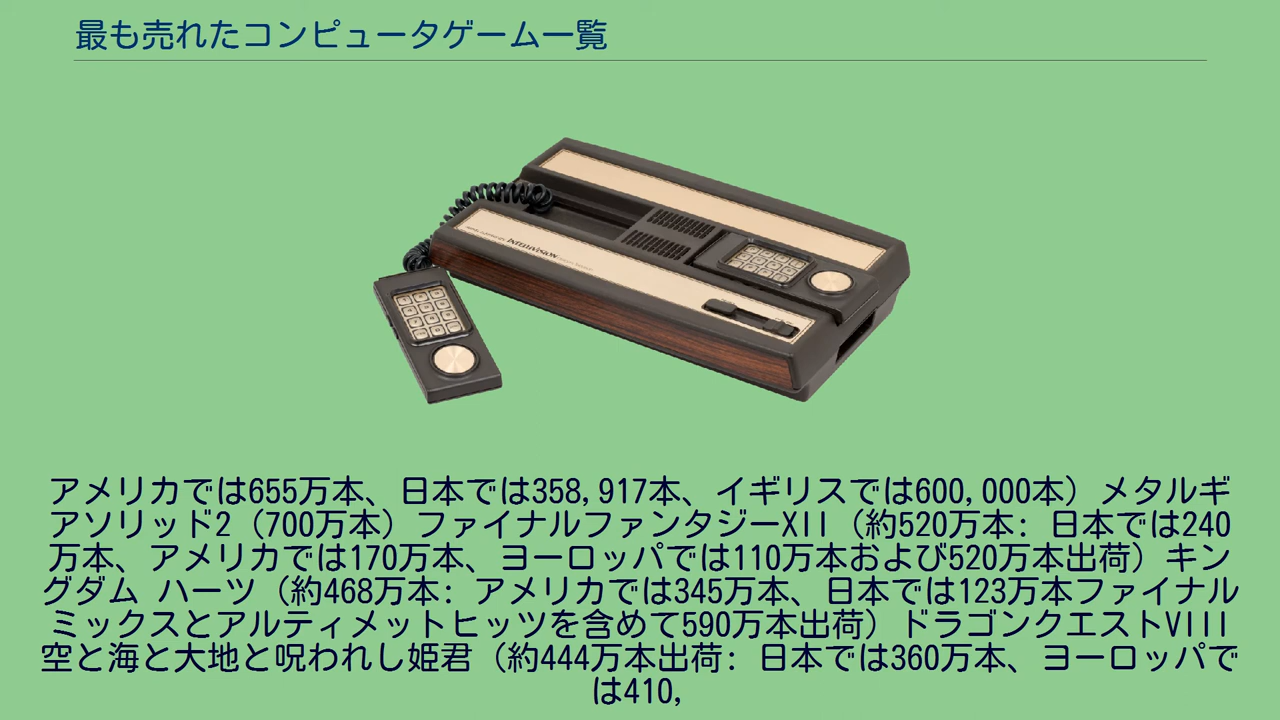 最も売れたコンピュータゲーム一覧
INTELLIVISION
アメリカでは655万本、日本では358,917本、イギリスでは600,000本）メタルギ
アソリッド2（700万本）ファイナルファンタジーXII（約520万本: 日本では240
万本、アメリカでは170万本、ヨーロッパでは110万本および520万本出荷）キン
グダム ハーツ（約468万本: アメリカでは345万本、日本では123万本ファイナル
ミックスとアルティメットヒッツを含めて590万本出荷）ドラゴンクエストVIII
空と海と大地と呪われし姫君（約444万本出荷: 日本では360万本、ヨーロッパで
は410,